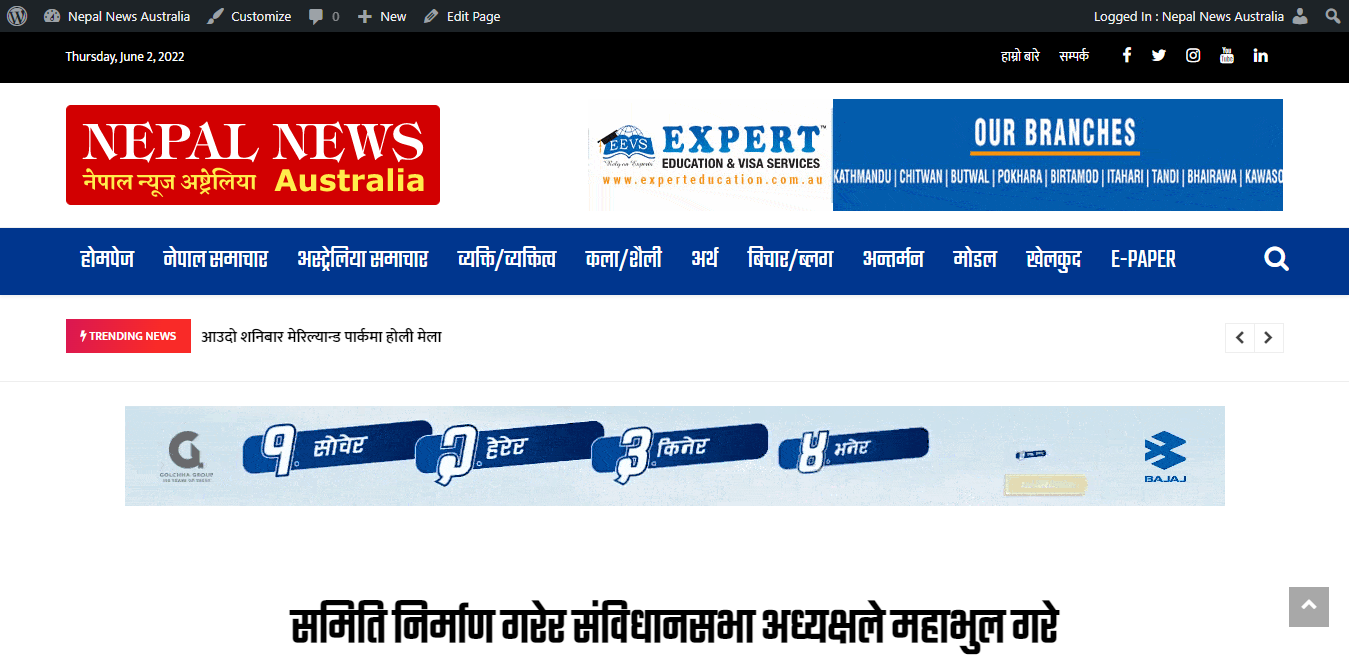 Nepal News Australia Customize 0 New Edit Page Logged In : Nepal News Australia
Thursday, June 2, 2022 हाम्रो बारे सम्पर्क
NEPAL NEWS
नेपाल न्यूज अष्ट्रेलिया Australia
EEVS
Rely on Experts
EXPERT™
EDUCATION & VISA SERVICES
www.experteducation.com.au
OUR BRANCHES
KATHMANDU | CHITWAN | BUTWAL | POKHARA | BIRTAMOD | ITAHARI | TANDI | BHAIRAWA | KAWASO
होमपेज नेपाल समाचार अस्ट्रेलिया समाचार व्यक्ति/व्यक्तित्व कला/शैली अर्थ बिचार/ब्लग अन्तर्मन मोडल खेलकुद E-PAPER
TRENDING NEWS आउदो शनिबार मेरिल्यान्ड पार्कमा होली मेला
१. सोचेर २. हेरेर ३. किनेर ४. भनेर
GOLCHHA GROUP
BAJAJ
समिति निर्माण गरेर संविधानसभा अध्यक्षले महाभुल गरे